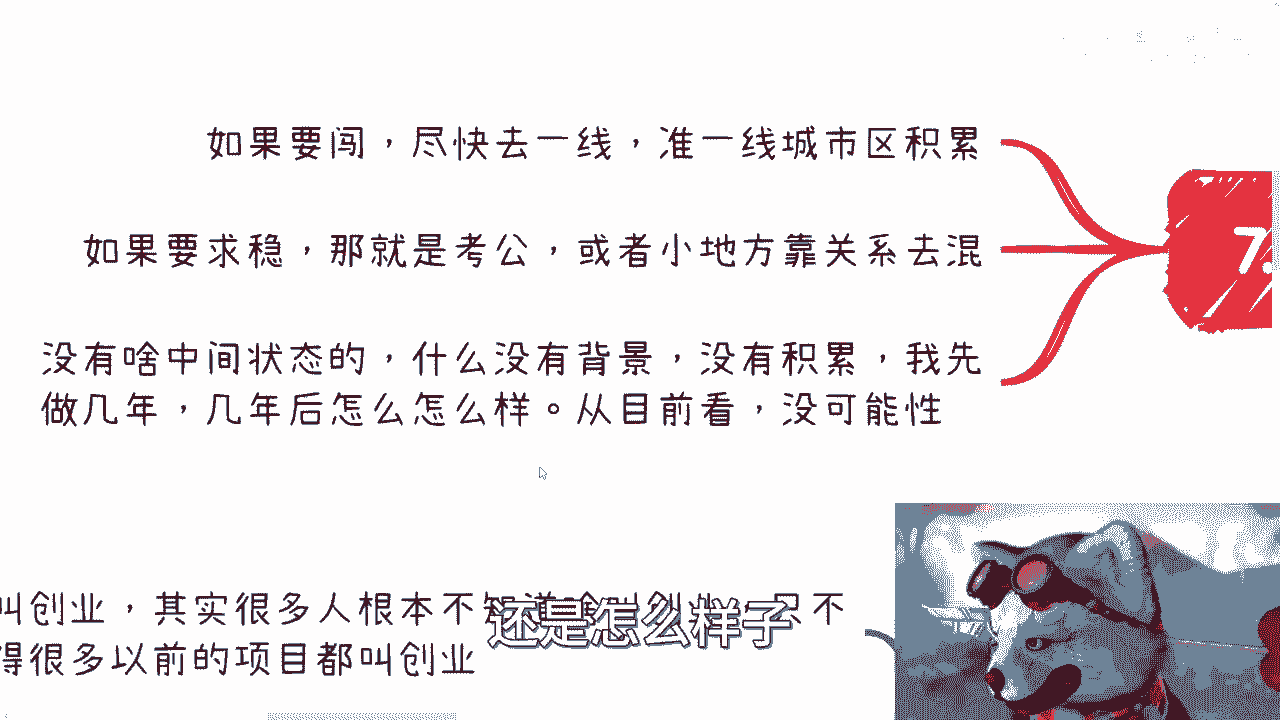 如果要闯，尽快去一线，准一线城市区积累
如果要求稳，那就是考公，或者小地方靠关系去混
没有啥中间状态的，什么没有背景，没有积累，我先
做几年，几年后怎么怎么样。从目前看，没可能性
7.
叫创业，其实很多人根本不知道 不
得很多以前的项目都叫创业
还是怎么样子